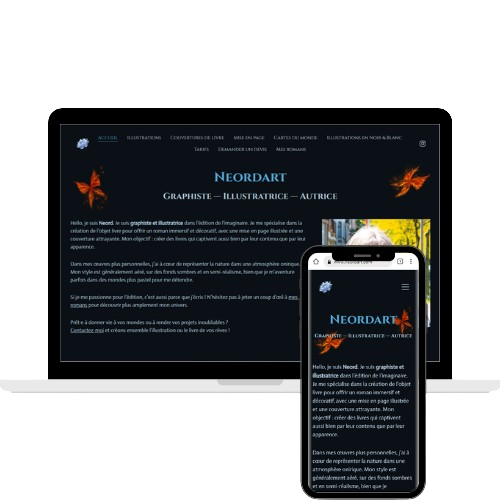 Accueil Illustrations Couvertures de livre Mise en page Cartes du monde Illustrations en Noir & Blanc
Tarifs Demander un devis Mes romans
Neordart
Graphiste — Illustratrice — Autrice
Hello, je suis Neord. Je suis graphiste et illustratrice dans l'édition de l'imaginaire. Je me spécialise dans la
création de l'objet livre pour offrir un roman immersif et décoratif, avec une mise en page illustrée et une
couverture attrayante. Mon objectif : créer des livres qui captivent aussi bien par leur contenu que par leur
apparence.
Dans mes œuvres plus personnelles, j'ai à cœur de représenter la nature dans une atmosphère onirique.
Mon style est généralement aéré, sur des fonds sombres et en semi-réalisme, bien que je m'aventure
parfois dans des mondes plus pastel pour me détendre.
Si je me passionne pour l'édition, c'est aussi parce que j'écris ! N'hésitez pas à jeter un coup d'œil à mes
romans pour découvrir plus amplement mon univers.
Prêt·e à donner vie à vos mondes ou à rendre vos projets inoubliables ?
Contactez moi et créons ensemble l'illustration ou le livre de vos rêves !
www.neordart.com
Neordart
Graphiste — Illustratrice — Autrice
Hello, je suis Neord. Je suis graphiste et
illustratrice dans l'édition de l'imaginaire.
Je me spécialise dans la création de l'objet
livre pour offrir un roman immersif et
décoratif, avec une mise en page illustrée
et une couverture attrayante. Mon
objectif : créer des livres qui captivent
aussi bien par leur contenu que par leur
apparence.
Dans mes œuvres plus personnelles, j'ai à
cœur de représenter la nature dans une
atmosphère onirique. Mon style est
généralement aéré, sur des fonds sombres
et en semi-réalisme, bien que je